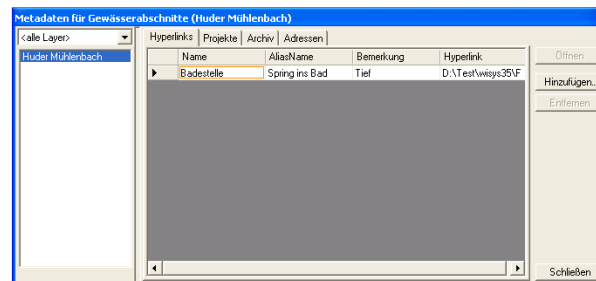 Metadaten für Gewässerabschnitte (Huder Mühlenbach)
<alle Layer>
Hyperlinks Projekte Archiv Adressen
Huder Mühlenbach
Name AliasName Bemerkung Hyperlink
Badestelle Spring ins Bad Tief D:\Test\wisys35\F
Öffnen
Hinzufügen..
Entfernen
Schließen